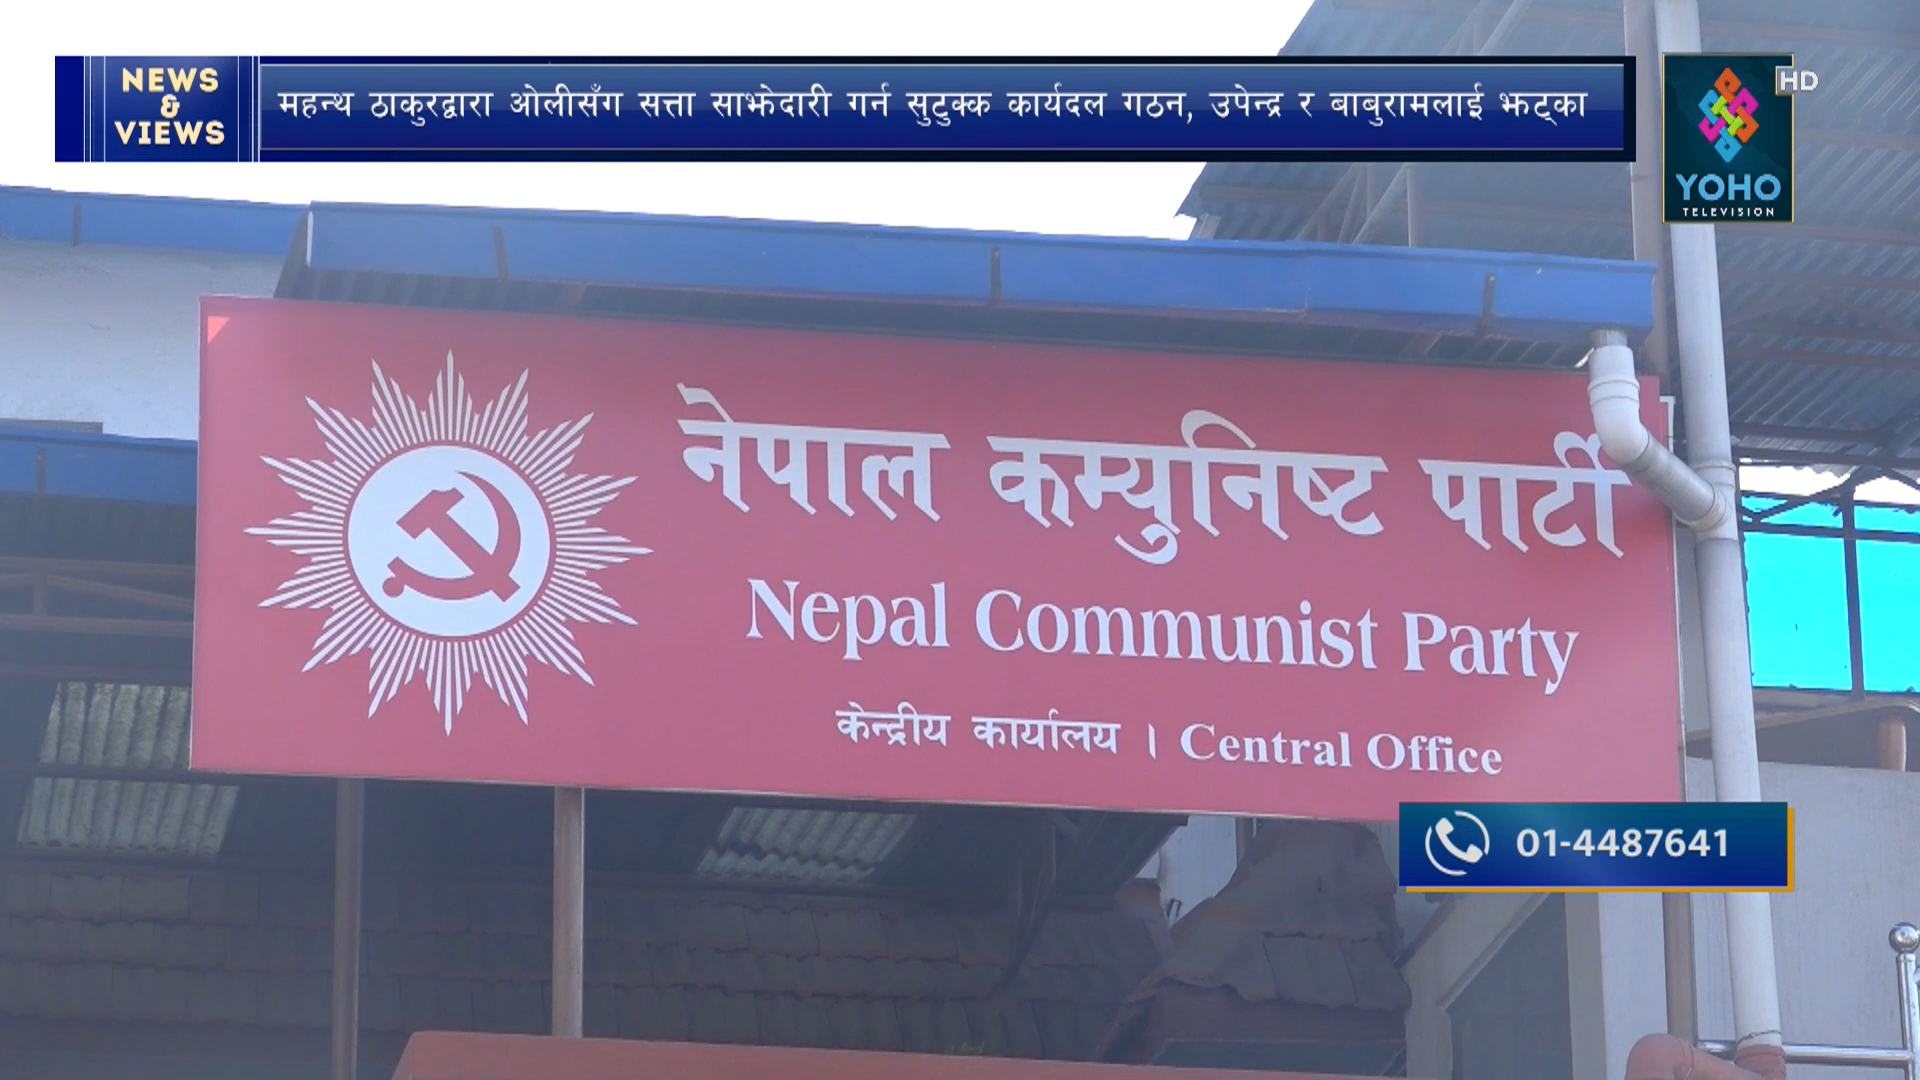 NEWS
&
VIEWS
महन्थ ठाकुरद्वारा ओलीसँग सत्ता साझेदारी गर्न सुटुक्क कार्यदल गठन, उपेन्द्र र बाबुरामलाई झट्का
HD
YOHO
TELEVISION
नेपाल कम्युनिष्ट पार्टी
Nepal Communist Party
केन्द्रीय कार्यालय । Central Office
01-4487641